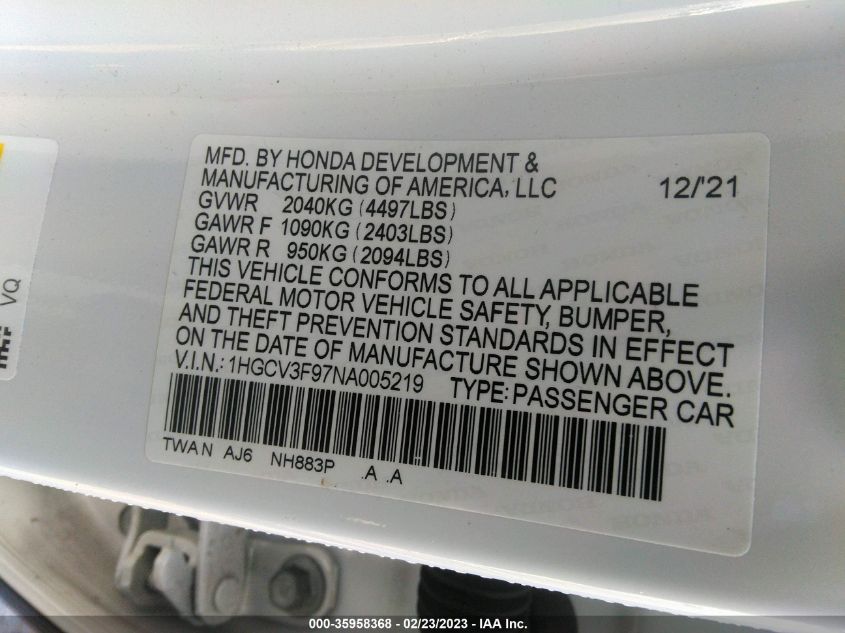 MFD. BY HONDA DEVELOPMENT &
MANUFACTURING OF AMERICA, LLC 12/'21
GVWR 2040KG (4497LBS)
GAWR F 1090KG (2403LBS)
GAWR R 950KG (2094LBS)
THIS VEHICLE CONFORMS TO ALL APPLICABLE
FEDERAL MOTOR VEHICLE SAFETY, BUMPER,
AND THEFT PREVENTION STANDARDS IN EFFECT
ON THE DATE OF MANUFACTURE SHOWN ABOVE.
V.I.N.: 1HGCV3F97NA005219 TYPE: PASSENGER CAR
TWAN AJ6 NH883P .A .A
VQ
000-35958368 - 02/23/2023 - IAA Inc.